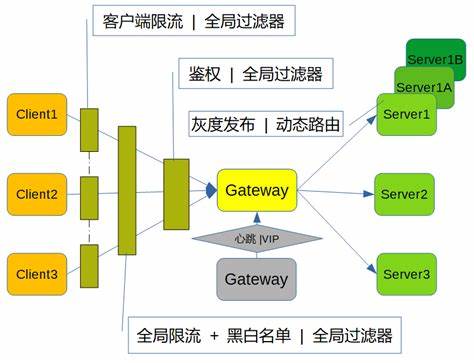 客户端限流 | 全局过滤器
Server1B
鉴权 | 全局过滤器
Server1A
Client1
灰度发布 | 动态路由
Server1
Client2
Gateway
Server2
心跳 |VIP
Client3
Gateway
Server3
全局限流 + 黑白名单 | 全局过滤器